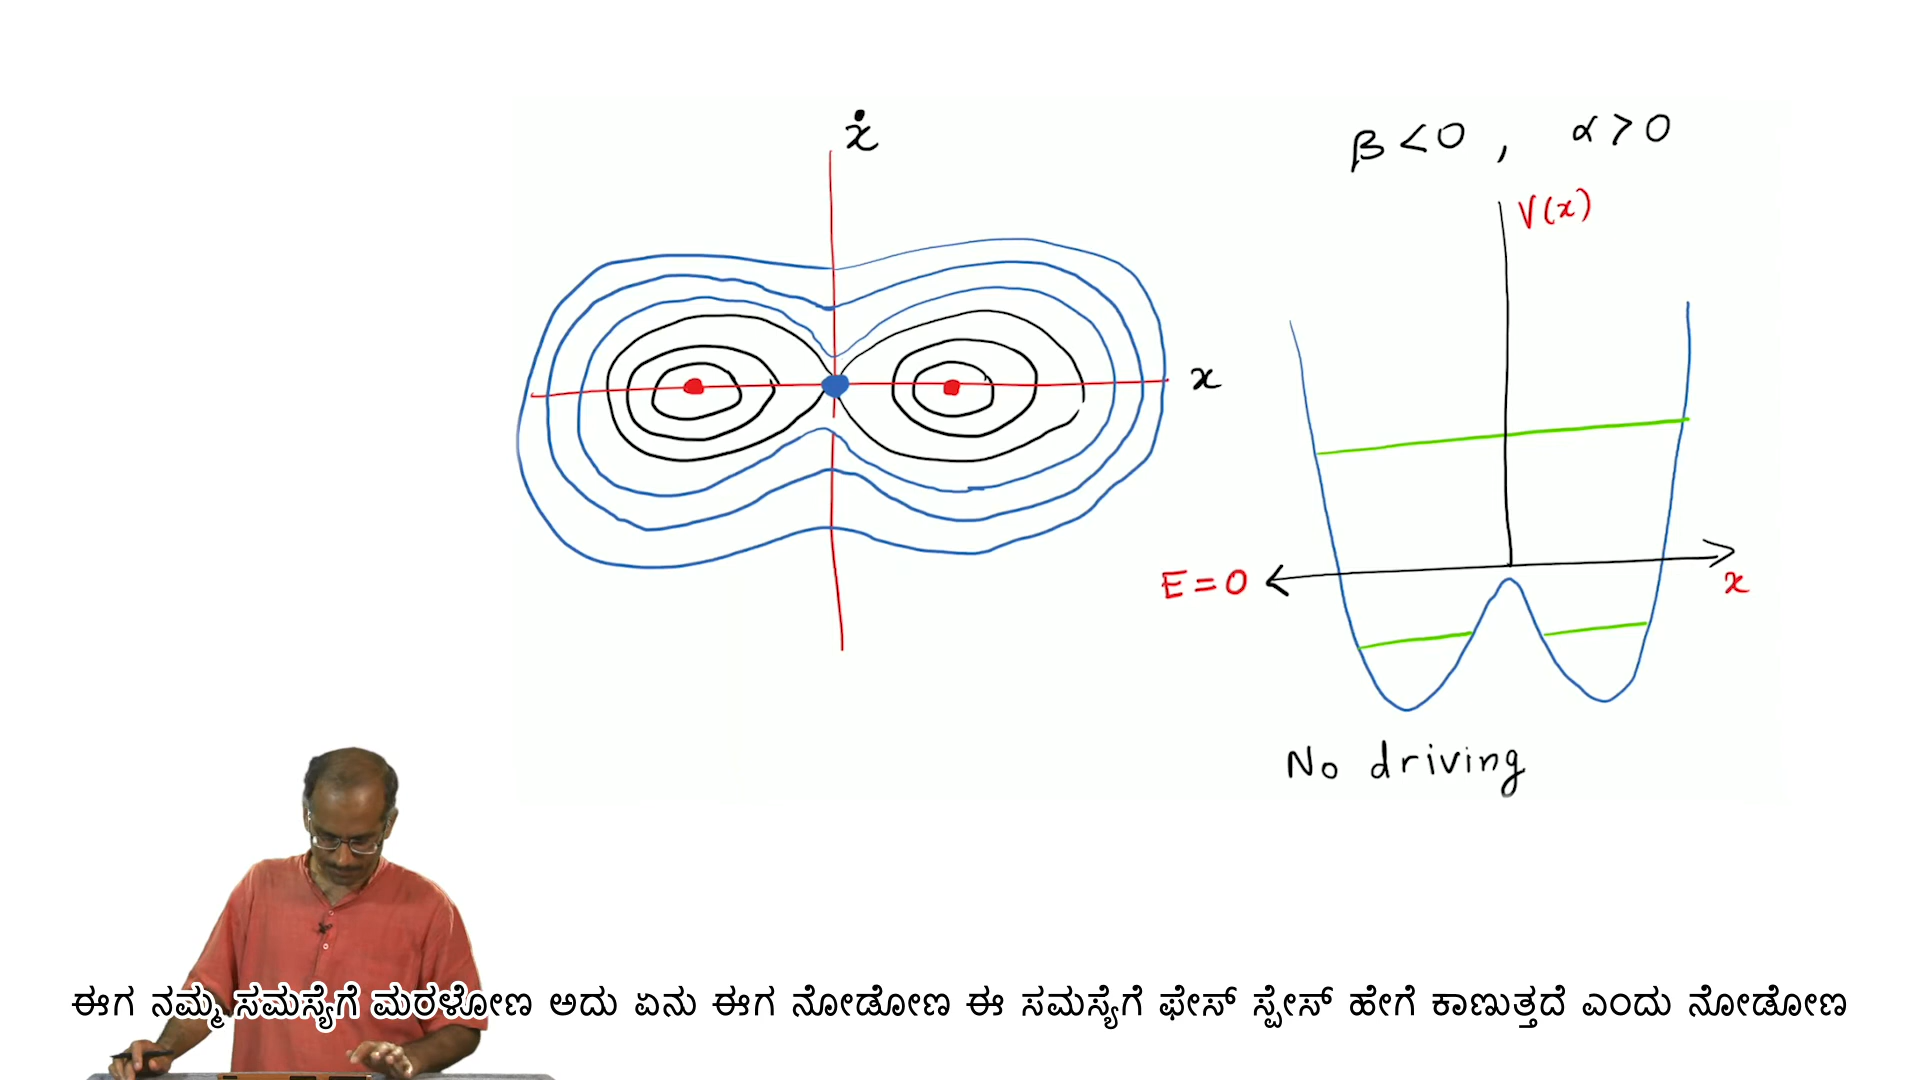 ẋ
β < 0 , α > 0
V(x)
x
E = 0
x
No driving
ಈಗ ನಮ್ಮ ಸಮಸ್ಯೆಗೆ ಮರಳೋಣ ಅದು ಏನು ಈಗ ನೋಡೋಣ ಈ ಸಮಸ್ಯೆಗೆ ಫೇಸ್ ಸ್ಪೇಸ್ ಹೇಗೆ ಕಾಣುತ್ತದೆ ಎಂದು ನೋಡೋಣ